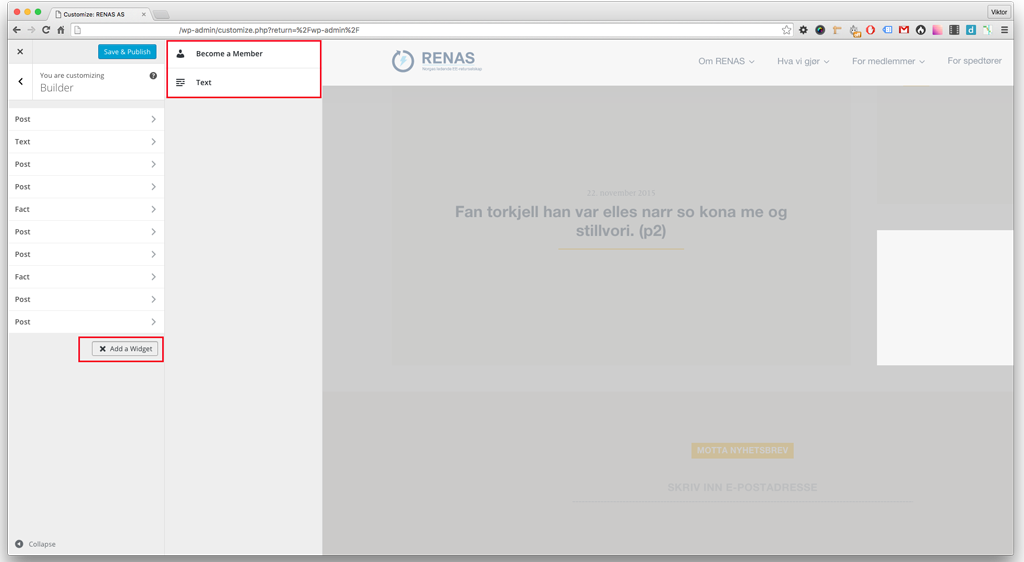 Customize: RENAS AS
Viktor
/wp-admin/customize.php?return=%2Fwp-admin%2F
Save & Publish
You are customizing
Builder
Post
Text
Post
Post
Fact
Post
Post
Fact
Post
Post
Add a Widget
Collapse
Become a Member
Text
RENAS
Om RENAS
Hva vi gjør
For medlemmer
For spedtører
22. november 2015
Fan torkjell han var elles narr so kona me og
stillvori. (p2)
MOTTA NYHETSBREV
SKRIV INN E-POSTADRESSE